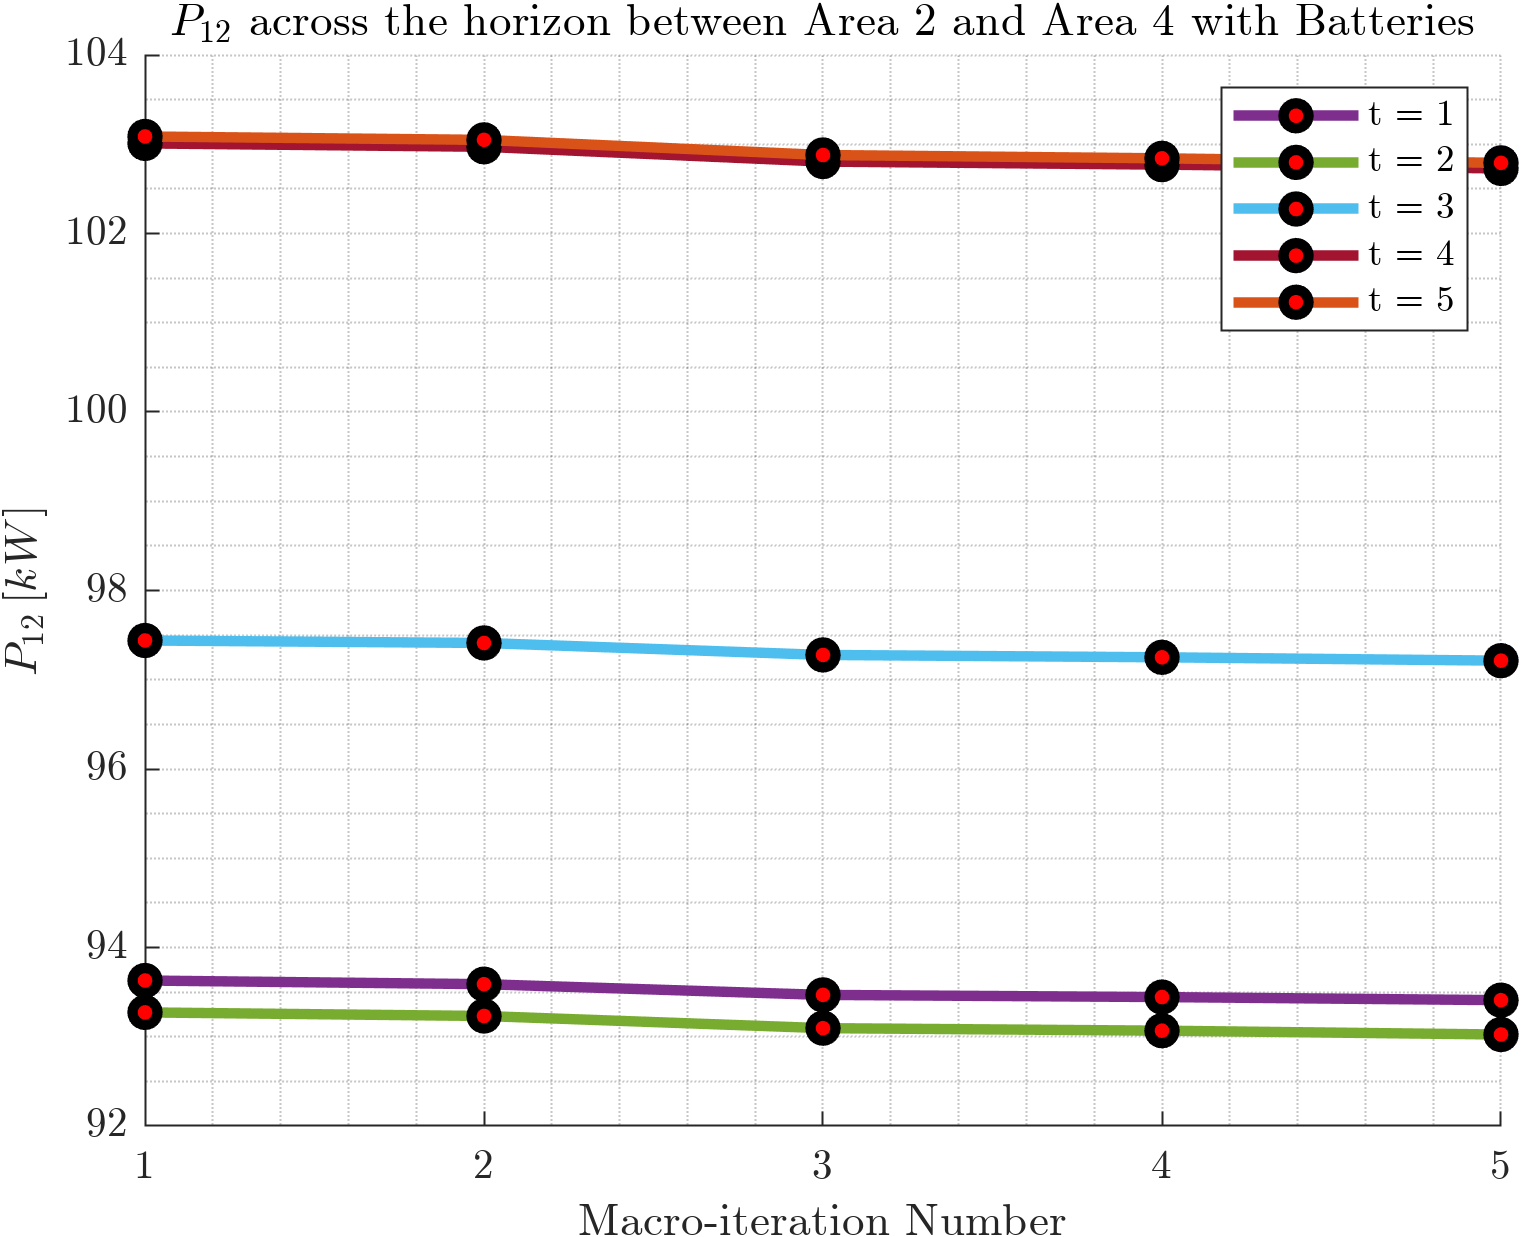 P12 across the horizon between Area 2 and Area 4 with Batteries
104
102
100
98
96
94
92
P12 [kW]
t = 1
t = 2
t = 3
t = 4
t = 5
1 2 3 4 5
Macro-iteration Number